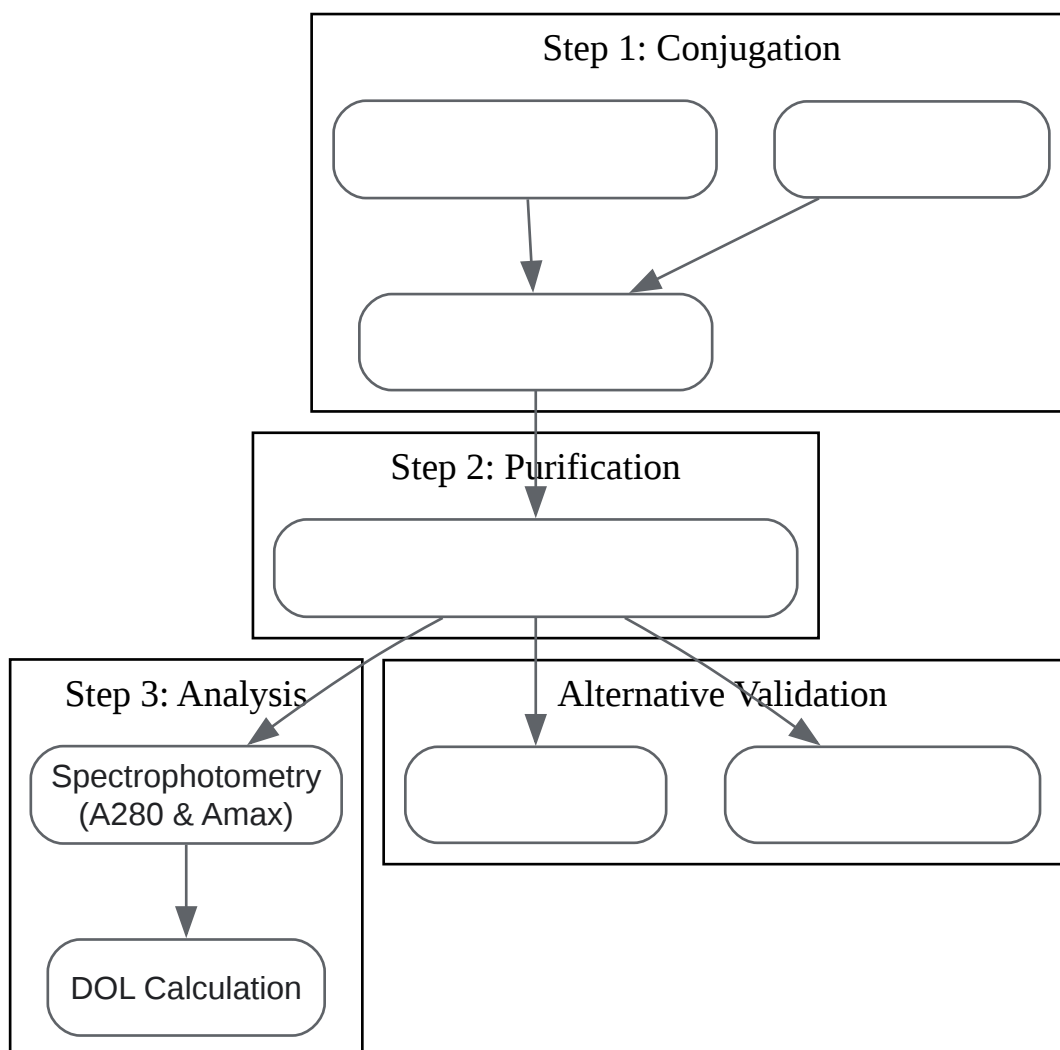 Step 1: Conjugation
Step 2: Purification
Step 3: Analysis
Alternative Validation
Spectrophotometry
(A280 & Amax)
DOL Calculation